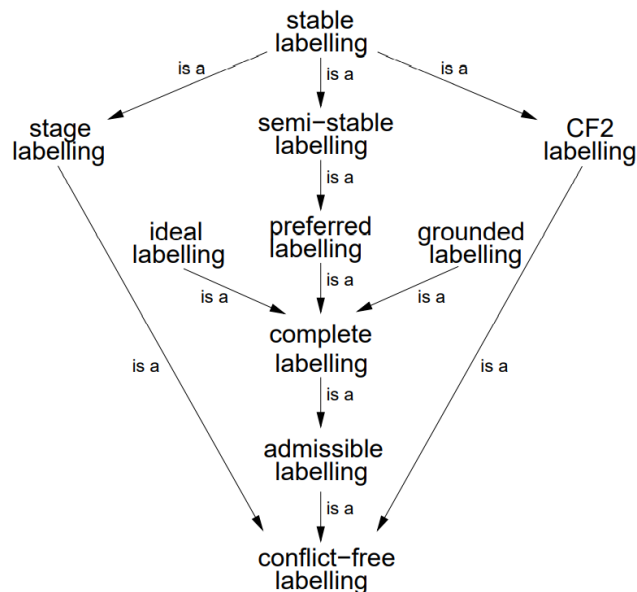 stable
labelling
is a
is a
is a
stage
labelling
semi−stable
labelling
CF2
labelling
is a
ideal
labelling
preferred
labelling
grounded
labelling
is a
is a
is a
complete
labelling
is a
is a
is a
admissible
labelling
is a
conflict−free
labelling